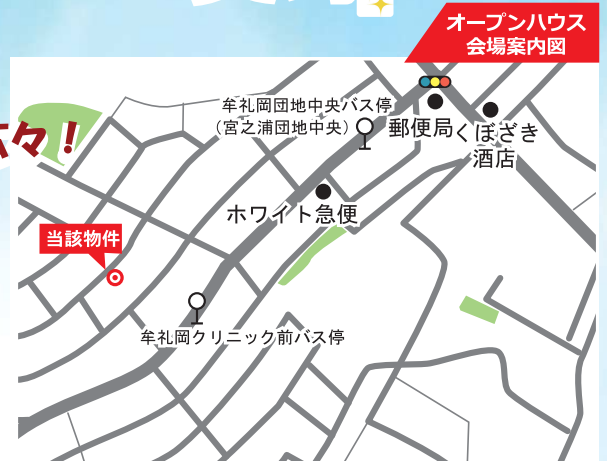 オープンハウス
会場案内図
牟礼岡団地中央バス停
(宮之浦団地中央)
郵便局
くぼざき
酒店
々!
ホワイト急便
当該物件
牟礼岡クリニック前バス停